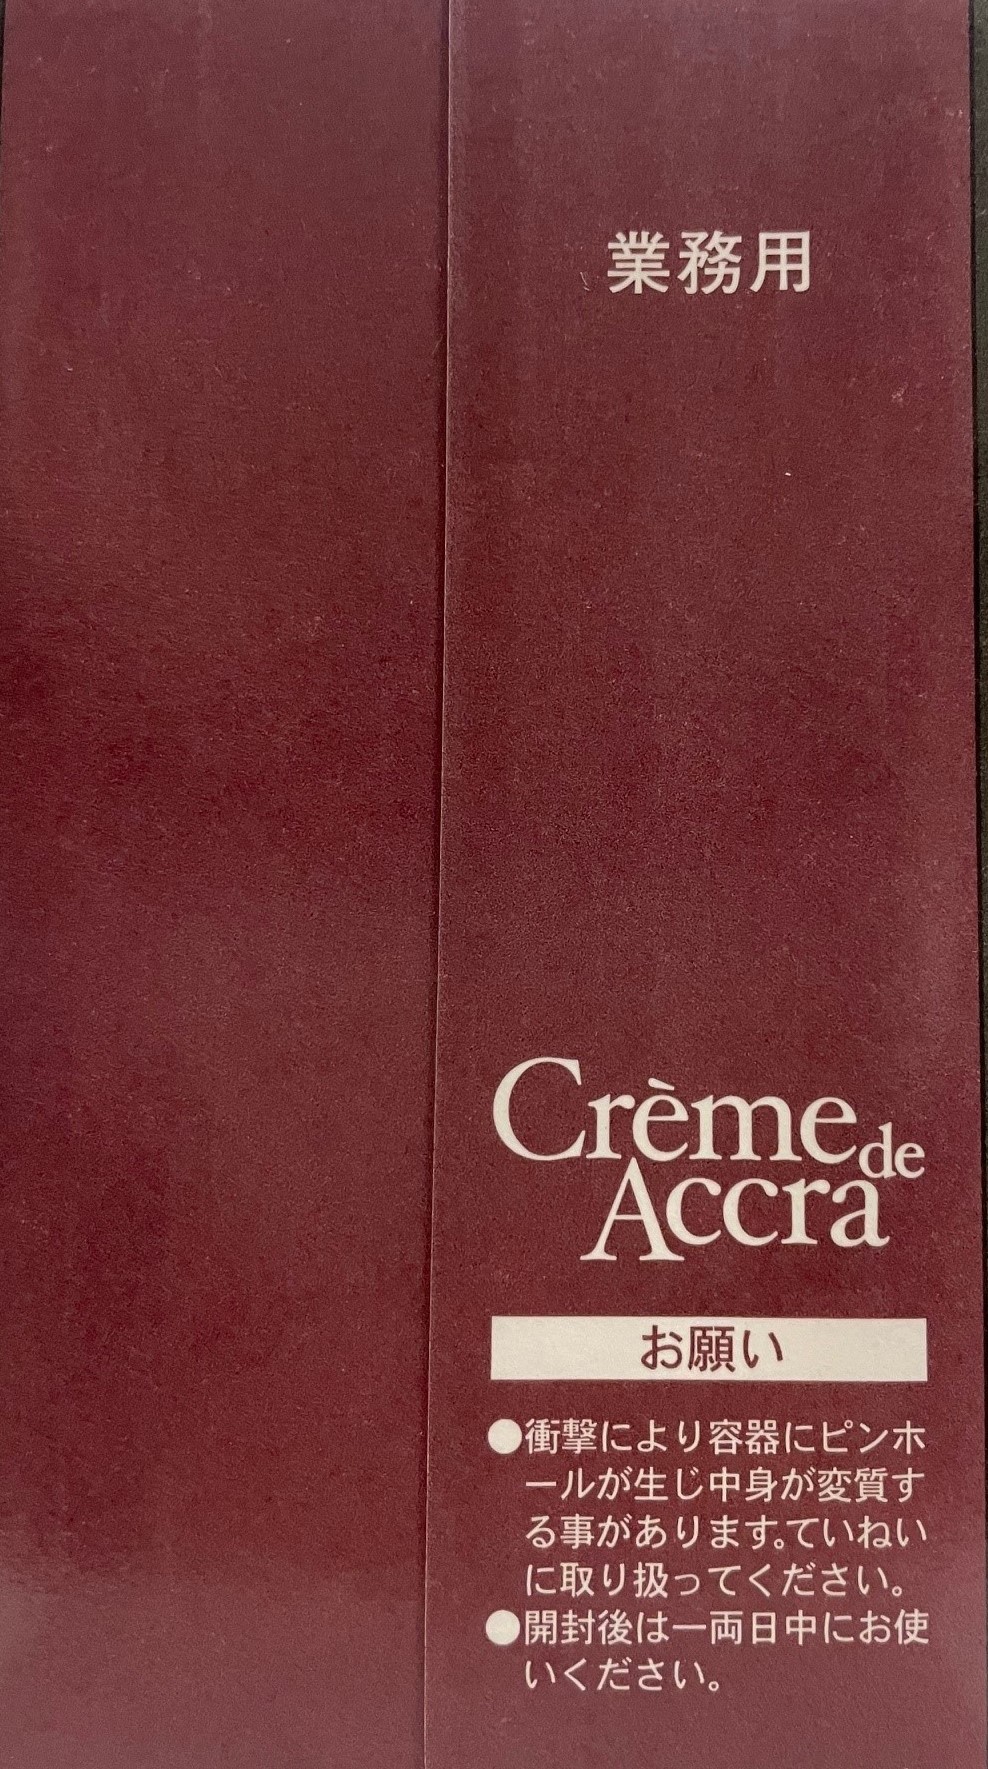 業務用
Crème de
Accra
お願い
●衝撃により容器にピンホ
ールが生じ中身が変質す
る事があります。ていねい
に取り扱ってください。
●開封後は一両日中にお使
いください。